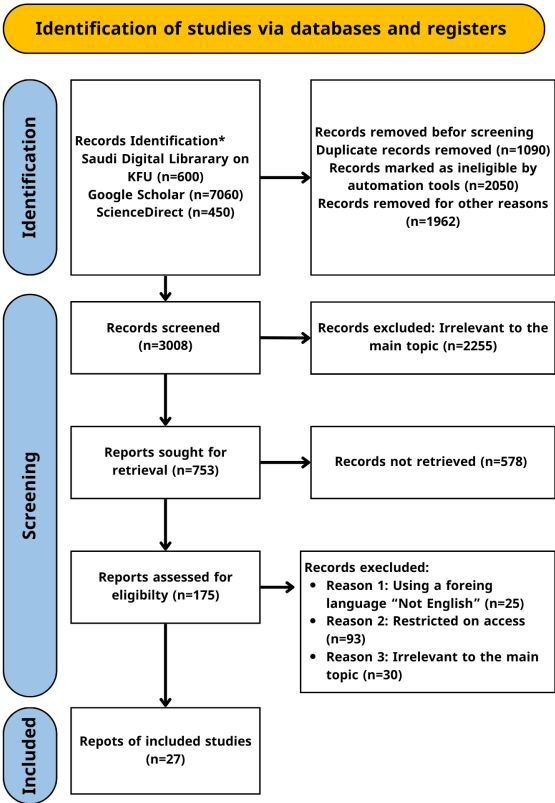 Identification of studies via databases and registers
Identification
Records Identification*
Saudi Digital Librarary on
KFU (n=600)
Google Scholar (n=7060)
ScienceDirect (n=450)
Records removed befor screening
Duplicate records removed (n=1090)
Records marked as ineligible by
automation tools (n=2050)
Records removed for other reasons
(n=1962)
Screening
Records screened
(n=3008)
Records excluded: Irrelevant to the
main topic (n=2255)
Reports sought for
retrieval (n=753)
Records not retrieved (n=578)
Reports assessed for
eligibilty (n=175)
Records execluded:
• Reason 1: Using a foreing
language “Not English” (n=25)
• Reason 2: Restricted on access
(n=93)
• Reason 3: Irrelevant to the main
topic (n=30)
Included
Repots of included studies
(n=27)